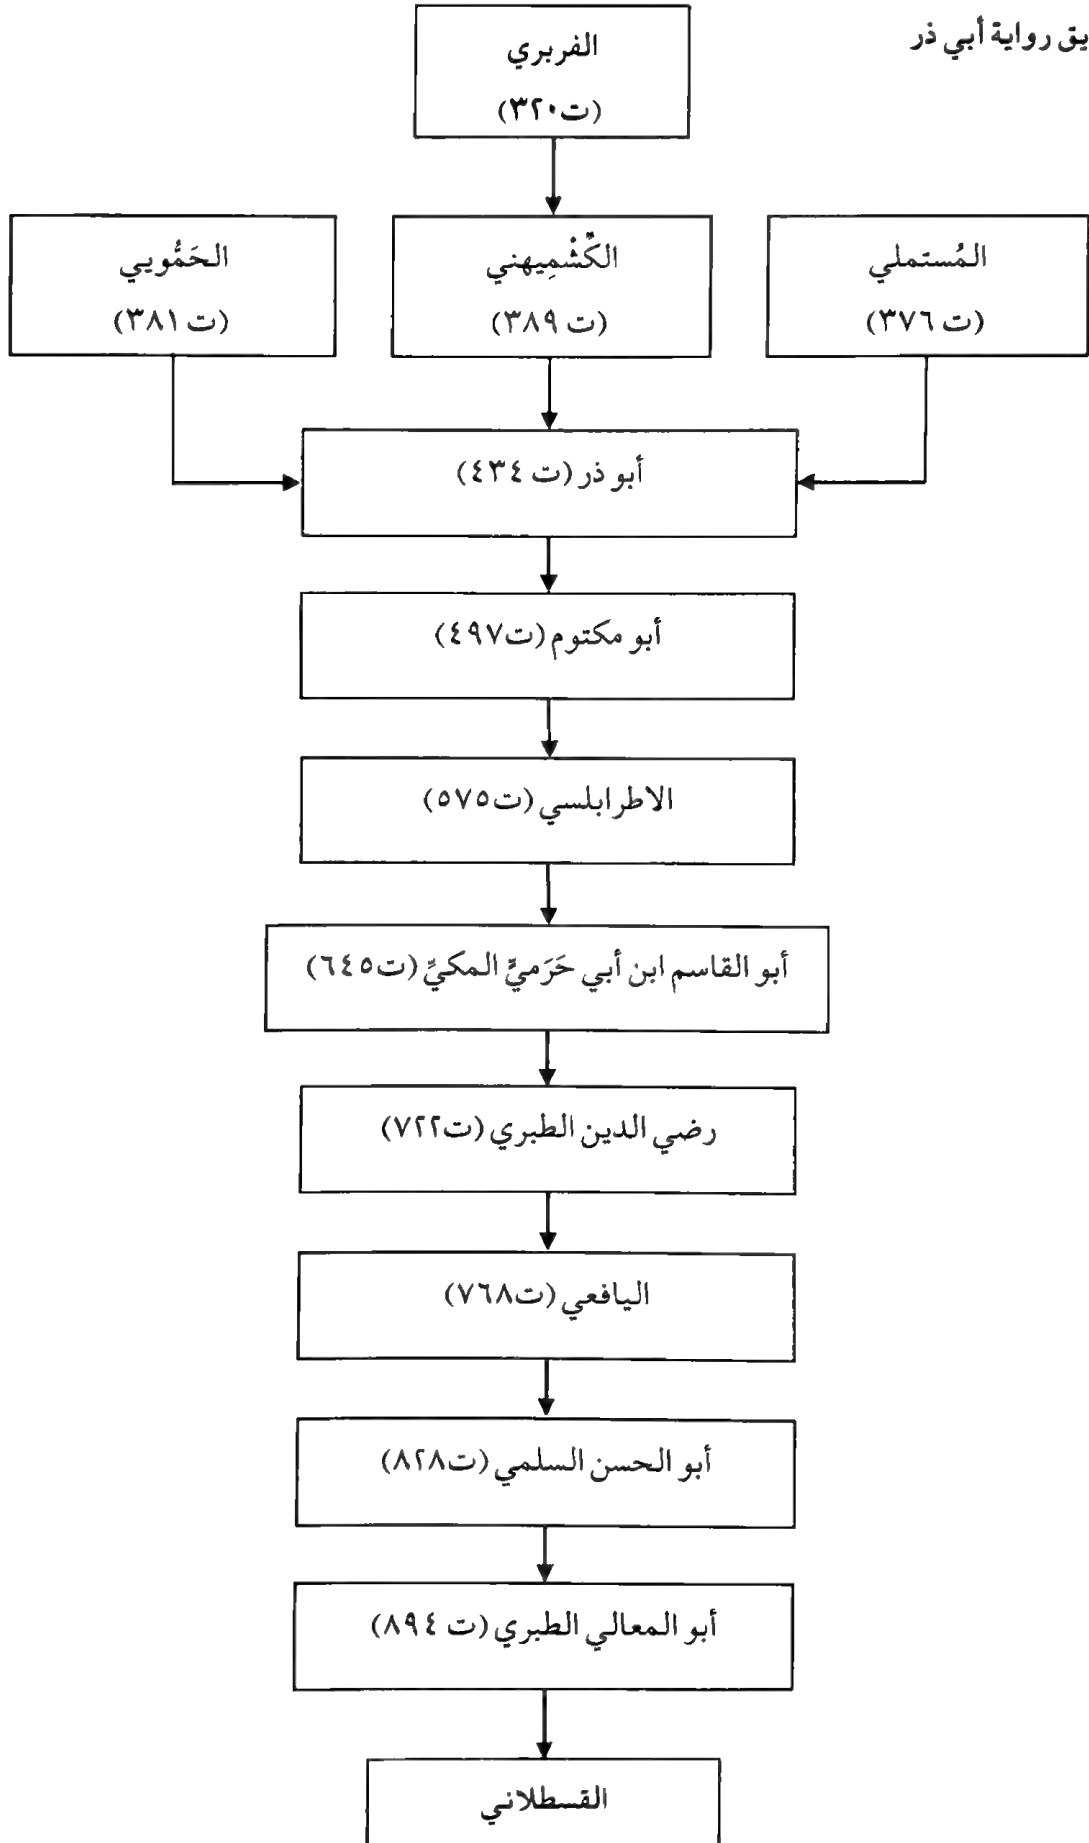 يق رواية أبي ذر
الفربري
(ت٣٢٠)
المُستملي
(ت ٣٧٦)
الكُِشْمِيهني
(ت ٣٨٩)
الحَمُّويي
(ت ٣٨١)
أبو ذر (ت ٤٣٤)
أبو مكتوم (ت٤٩٧)
الاطرابلسي (ت٥٧٥)
أبو القاسم ابن أبي حَرَميٍّ المكيِّ (ت٦٤٥)
رضي الدين الطبري (ت٧٢٢)
اليافعي (ت٧٦٨)
أبو الحسن السلمي (ت٨٢٨)
أبو المعالي الطبري (ت ٨٩٤)
القسطلاني